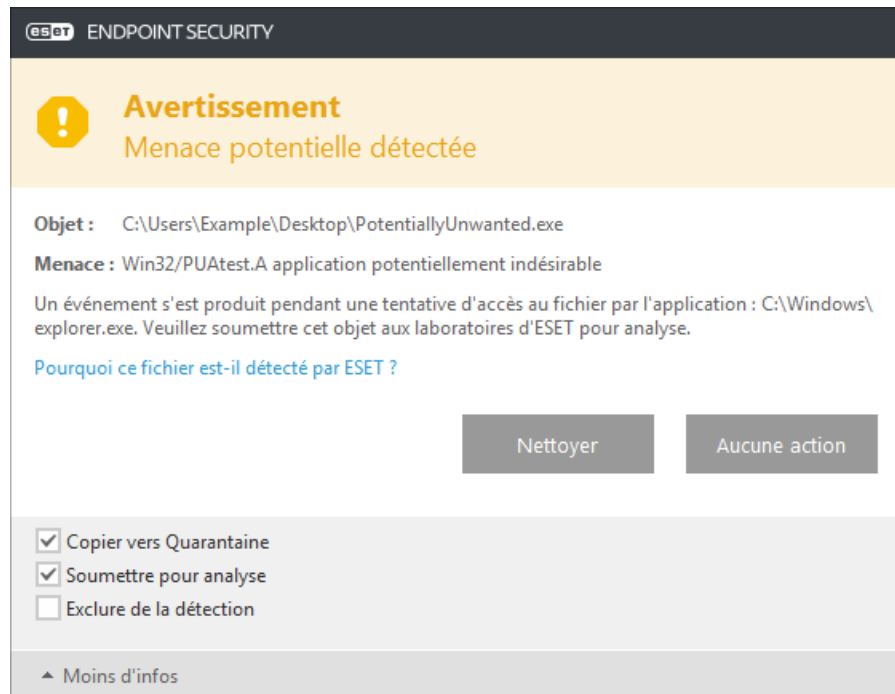 eset ENDPOINT SECURITY
Avertissement
Menace potentielle détectée
Objet : C:\Users\Example\Desktop\PotentiallyUnwanted.exe
Menace : Win32/PUAtest.A application potentiellement indésirable
Un événement s'est produit pendant une tentative d'accès au fichier par l'application : C:\Windows\
explorer.exe. Veuillez soumettre cet objet aux laboratoires d'ESET pour analyse.
Pourquoi ce fichier est-il détecté par ESET ?
Nettoyer Aucune action
Copier vers Quarantaine
Soumettre pour analyse
Exclure de la détection
Moins d'infos